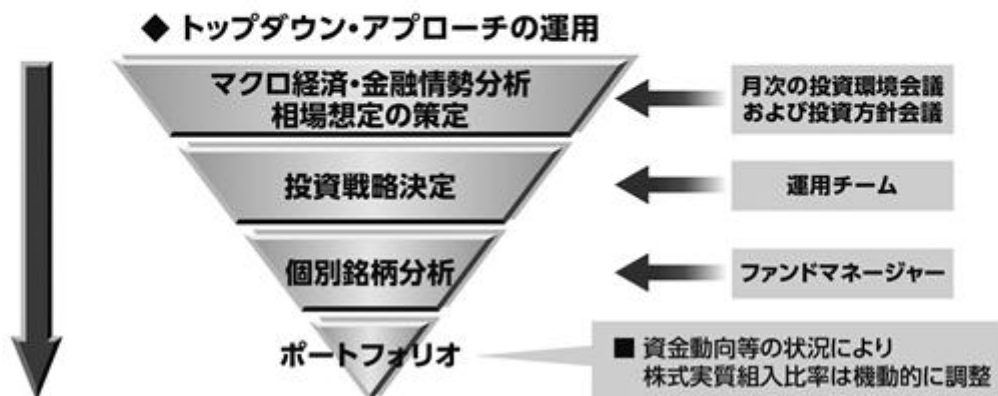 ◆ トップダウン・アプローチの運用
マクロ経済・金融情勢分析
相場想定の策定
月次の投資環境会議
および投資方針会議
投資戦略決定
運用チーム
個別銘柄分析
ファンドマネージャー
ポートフォリオ
■ 資金動向等の状況により
株式実質組入比率は機動的に調整